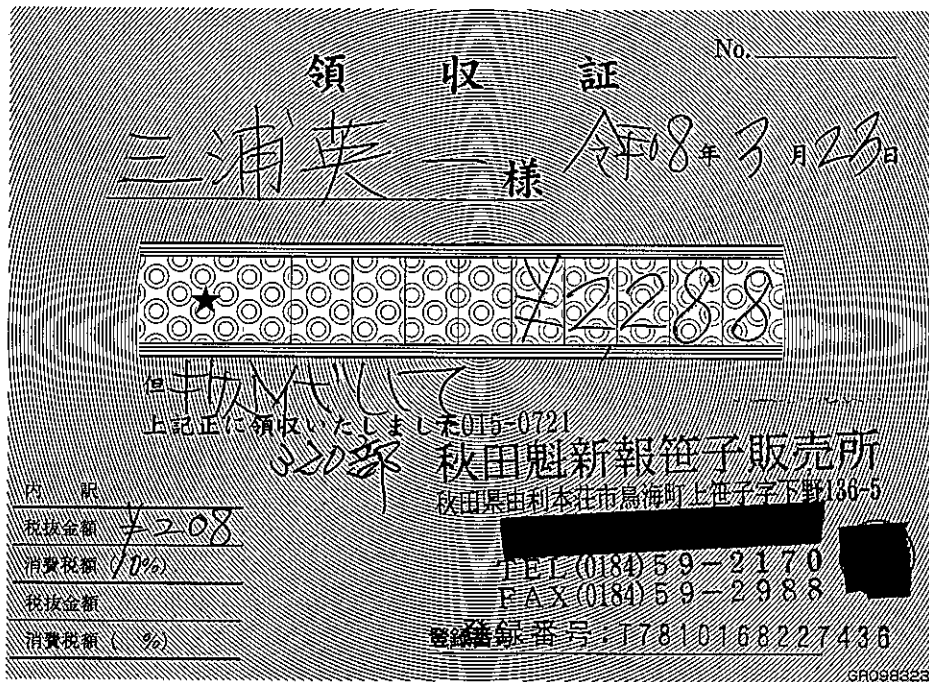 No.
領収証
三浦英一様 令和08年3月23日
★ ¥2,288
但 折込代として
上記正に領収いたしました
320部
〒015-0721
秋田魁新報笹子販売所
秋田県由利本荘市鳥海町上笹子字下野136-5
TEL(0184)59-2170
FAX(0184)59-2988
登録番号:T7810168227436
内訳
税抜金額 ¥208
消費税額(10%)
税抜金額
消費税額( %)
GR098323